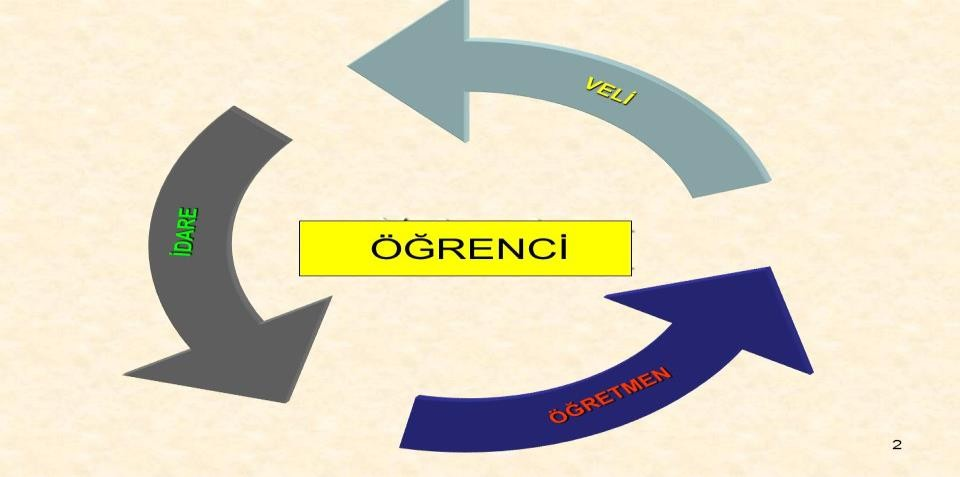 VELİ
İDARE
ÖĞRENCİ
ÖĞRETMEN
2